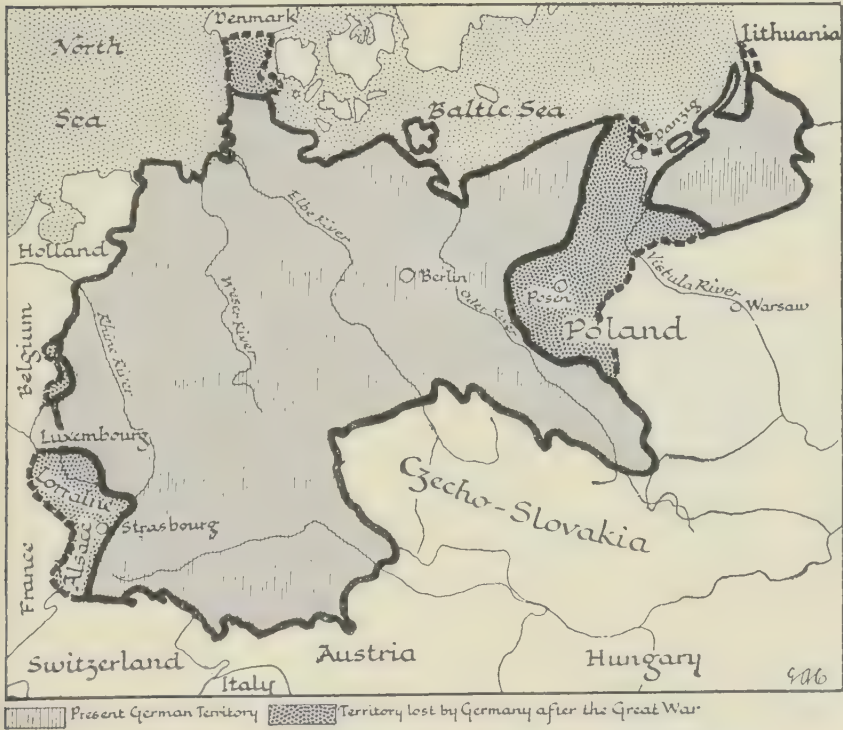 Denmark
North
Sea
Lithuania
Baltic Sea
Danzig
Elbe River
Holland
Weser River
Berlin
Oder River
Posen
Vistula River
Warsaw
Poland
Rhine River
Belgium
Luxembourg
Lorraine
Alsace
Strasbourg
Czecho-Slovakia
France
Switzerland
Italy
Austria
Hungary
Present German Territory
Territory lost by Germany after the Great War